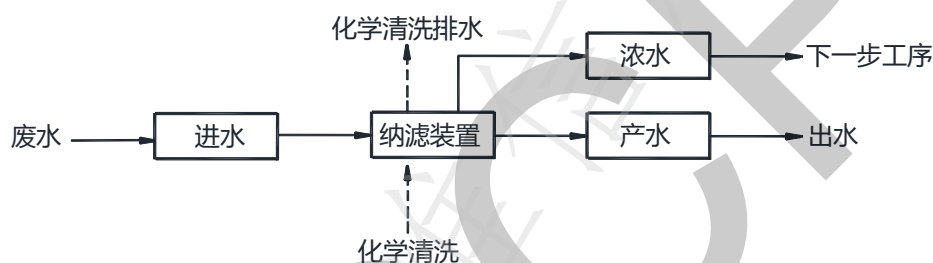 化学清洗排水
浓水
下一步工序
废水
进水
纳滤装置
产水
出水
化学清洗